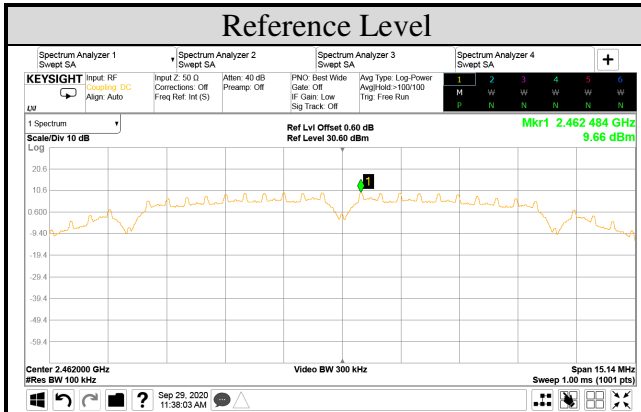 Reference Level
Spectrum Analyzer 1
Swept SA
Spectrum Analyzer 2
Swept SA
Spectrum Analyzer 3
Swept SA
Spectrum Analyzer 4
Swept SA
+
KEYSIGHT
Input: RF
Coupling: DC
Align: Auto
Input Z: 50 Ω
Corrections: Off
Freq Ref: Int (S)
Atten: 40 dB
Preamp: Off
PNO: Best Wide
Gate: Off
IF Gain: Low
Sig Track: Off
Avg Type: Log-Power
Avg|Hold:>100/100
Trig: Free Run
1 2 3 4 5 6
M W W W W W
P N N N N N
LXI
1 Spectrum
Scale/Div 10 dB
Ref Lvl Offset 0.60 dB
Ref Level 30.60 dBm
Mkr1 2.462 484 GHz
9.66 dBm
Log
1
20.6
10.6
0.600
-9.40
-19.4
-29.4
-39.4
-49.4
-59.4
Center 2.462000 GHz
#Res BW 100 kHz
Video BW 300 kHz
Span 15.14 MHz
Sweep 1.00 ms (1001 pts)
?
Sep 29, 2020
11:38:03 AM